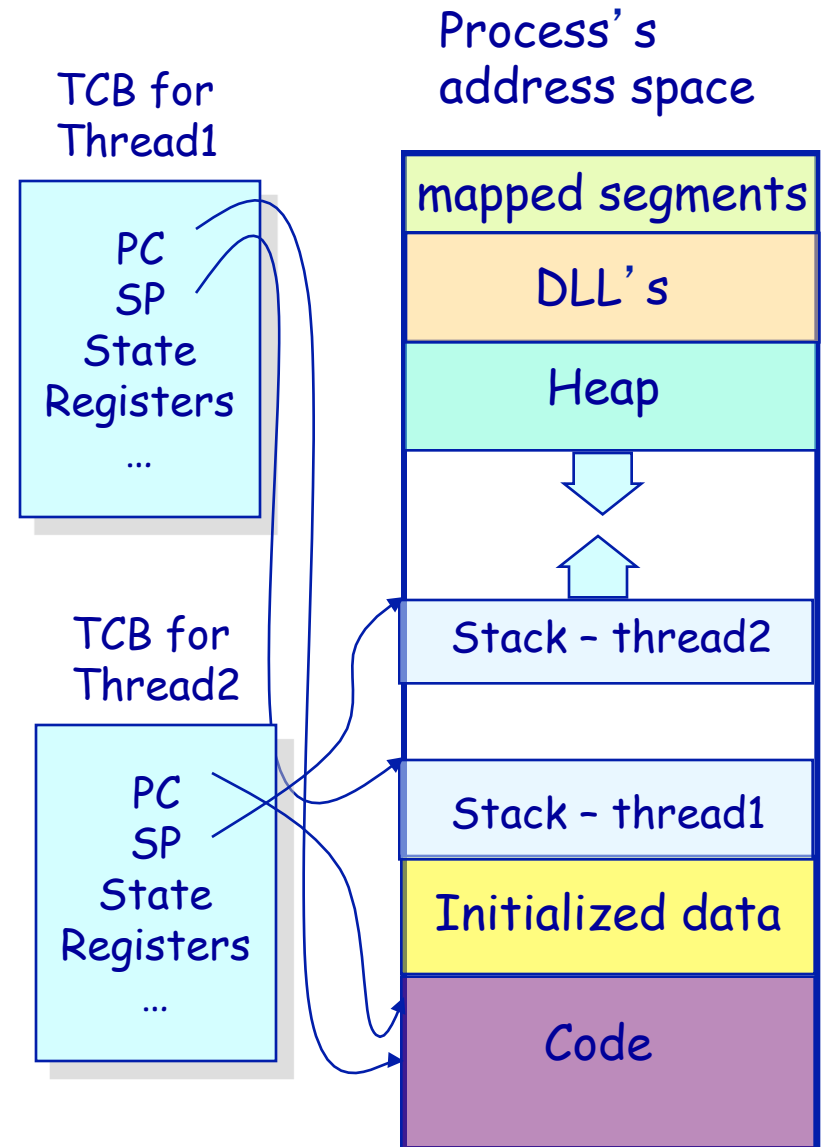 Process’s
address space
TCB for
Thread1
PC
SP
State
Registers
…
mapped segments
DLL’s
Heap
Stack – thread2
Stack – thread1
Initialized data
Code
TCB for
Thread2
PC
SP
State
Registers
…